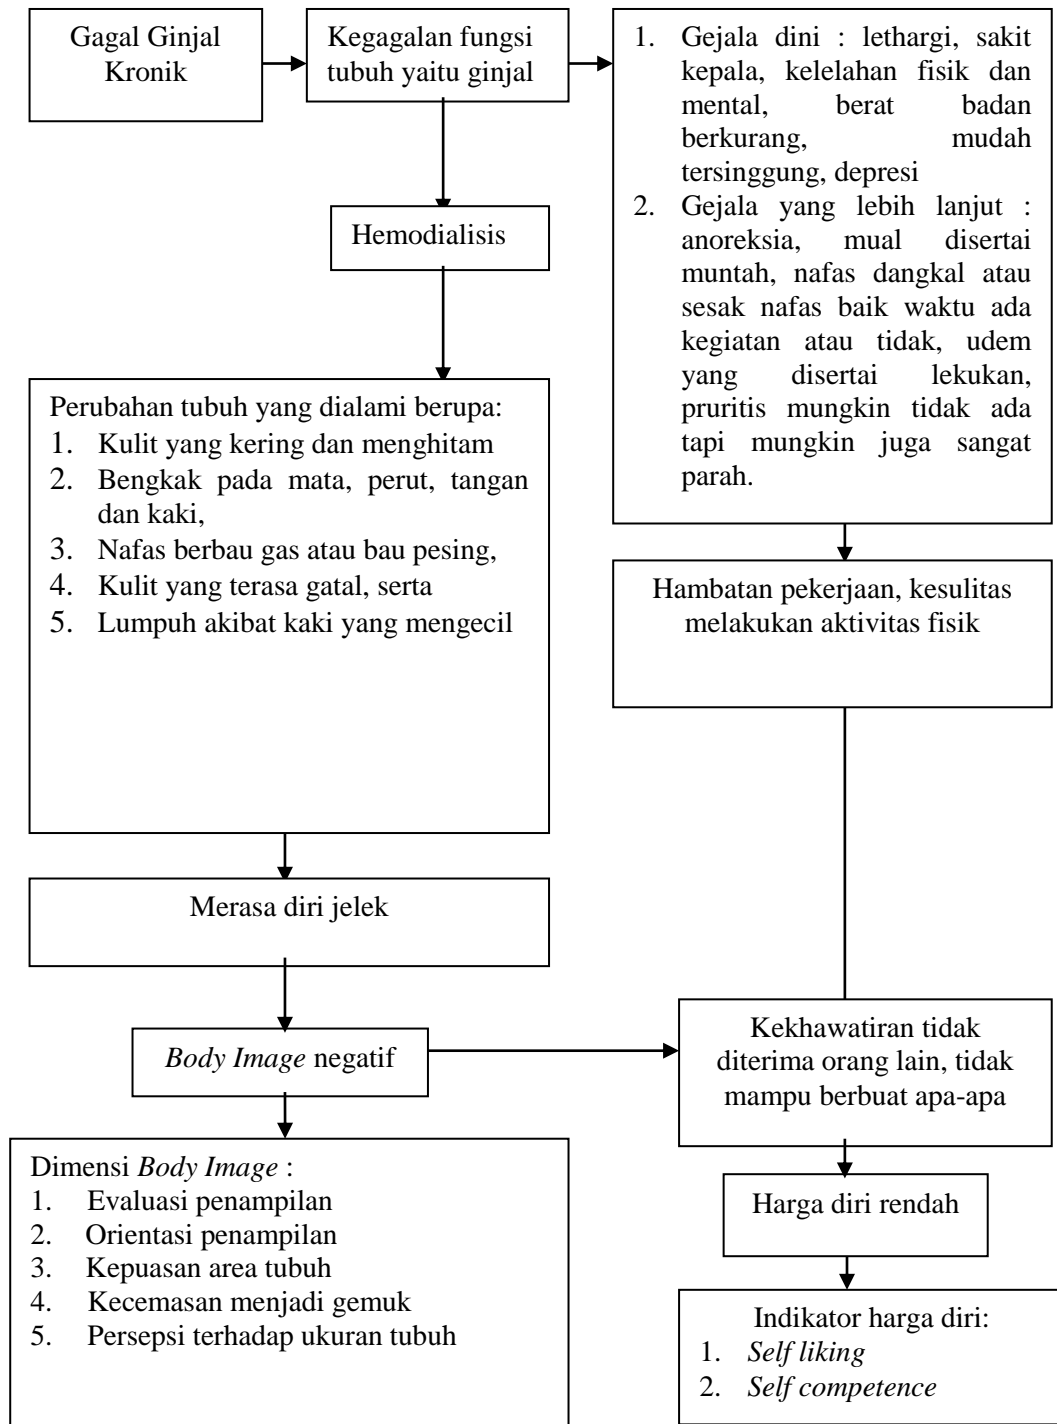 Gagal Ginjal
Kronik
Kegagalan fungsi
tubuh yaitu ginjal
1. Gejala dini : lethargi, sakit
kepala, kelelahan fisik dan
mental, berat badan
berkurang, mudah
tersinggung, depresi
2. Gejala yang lebih lanjut :
anoreksia, mual disertai
muntah, nafas dangkal atau
sesak nafas baik waktu ada
kegiatan atau tidak, udem
yang disertai lekukan,
pruritis mungkin tidak ada
tapi mungkin juga sangat
parah.
Hemodialisis
Perubahan tubuh yang dialami berupa:
1. Kulit yang kering dan menghitam
2. Bengkak pada mata, perut, tangan
dan kaki,
3. Nafas berbau gas atau bau pesing,
4. Kulit yang terasa gatal, serta
5. Lumpuh akibat kaki yang mengecil
Hambatan pekerjaan, kesulitas
melakukan aktivitas fisik
Merasa diri jelek
Body Image negatif
Kekhawatiran tidak
diterima orang lain, tidak
mampu berbuat apa-apa
Dimensi Body Image :
1. Evaluasi penampilan
2. Orientasi penampilan
3. Kepuasan area tubuh
4. Kecemasan menjadi gemuk
5. Persepsi terhadap ukuran tubuh
Harga diri rendah
Indikator harga diri:
1. Self liking
2. Self competence